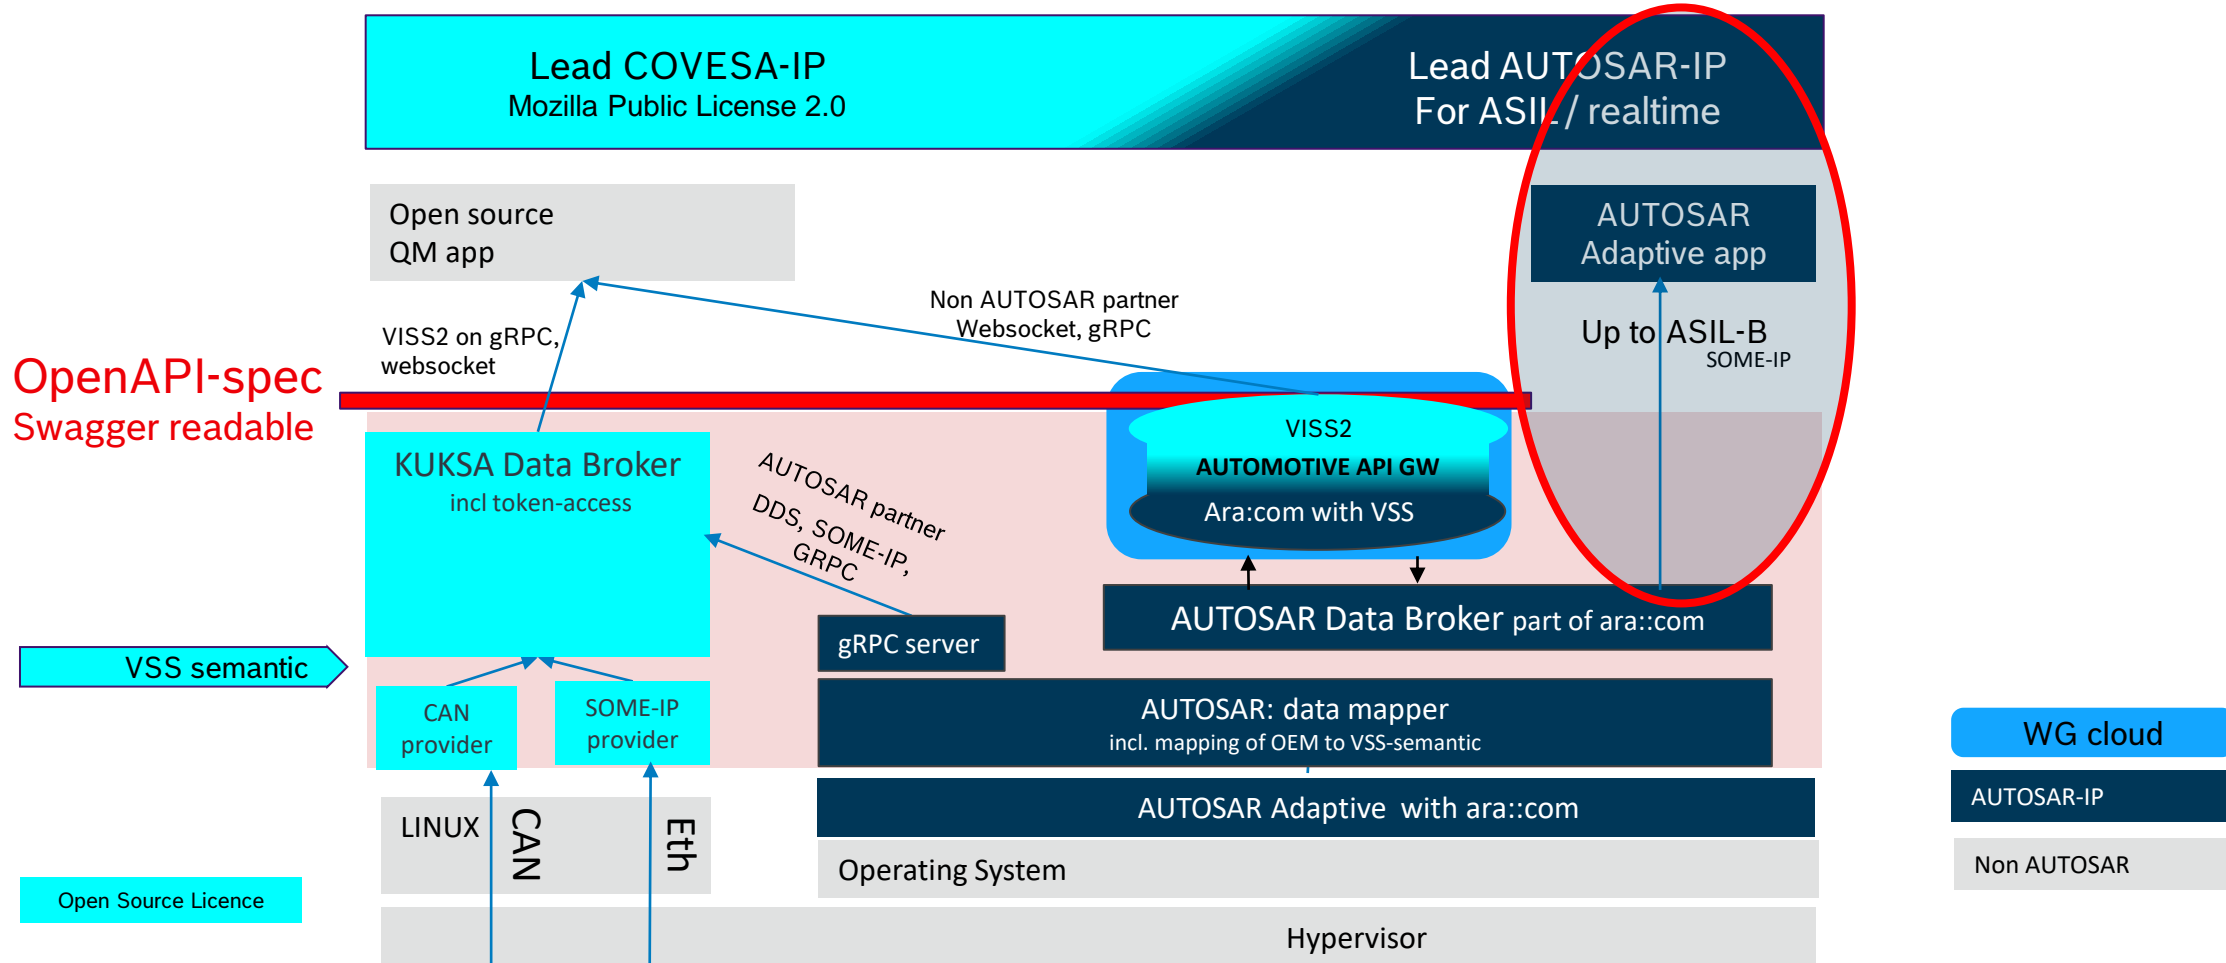 Lead COVESA-IP
Mozilla Public License 2.0
Lead AUTOSAR-IP
For ASIL / realtime
Open source
QM app
AUTOSAR
Adaptive app
Non AUTOSAR partner
Websocket, gRPC
VISS2 on gRPC,
websocket
Up to ASIL-B
SOME-IP
OpenAPI-spec
Swagger readable
KUKSA Data Broker
incl token-access
AUTOSAR partner
DDS, SOME-IP,
GRPC
VISS2
AUTOMOTIVE API GW
Ara:com with VSS
AUTOSAR Data Broker part of ara::com
gRPC server
VSS semantic
CAN
provider
SOME-IP
provider
AUTOSAR: data mapper
incl. mapping of OEM to VSS-semantic
WG cloud
AUTOSAR Adaptive with ara::com
AUTOSAR-IP
LINUX
CAN
Eth
Operating System
Non AUTOSAR
Open Source Licence
Hypervisor